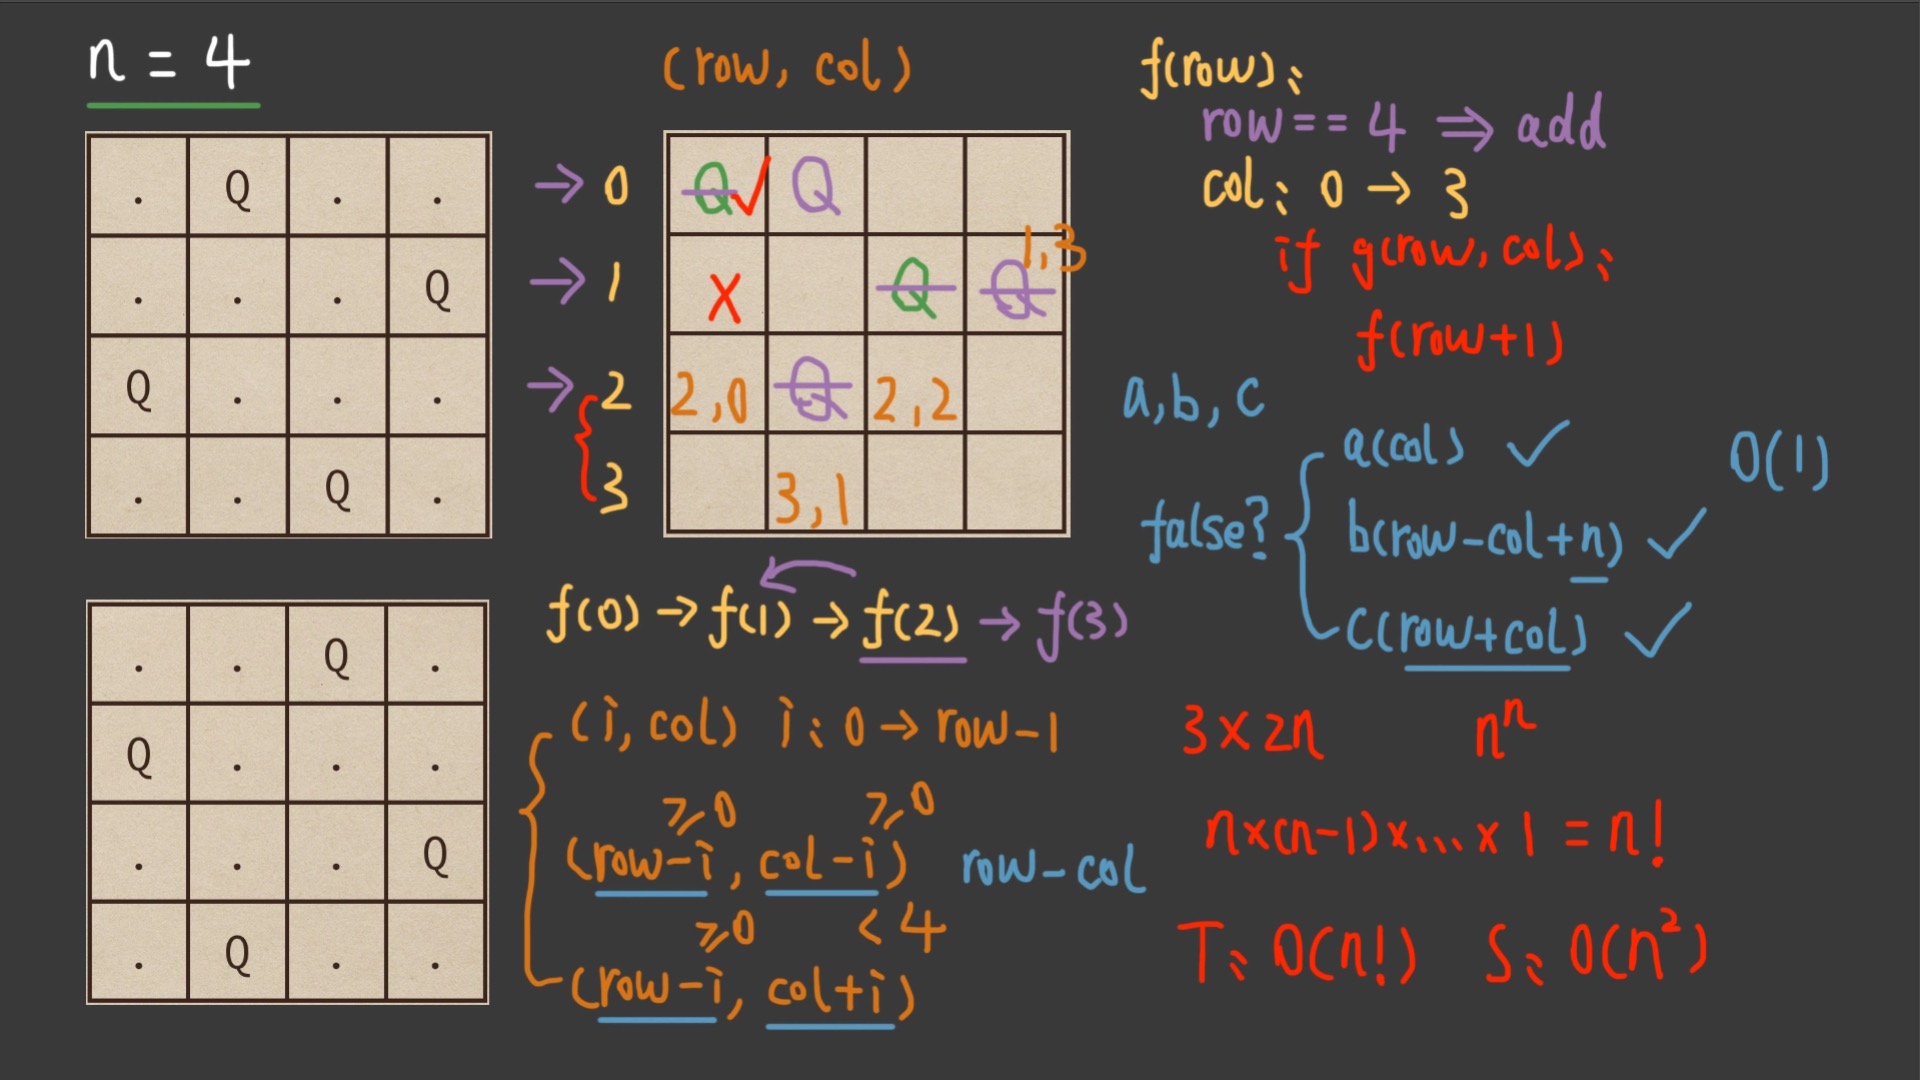 n = 4
. Q . .
. . . Q
Q . . .
. . Q .
. . Q .
Q . . .
. . . Q
. Q . .
(row, col)
→ 0
→ 1
→ 2
3
Q ✓ Q
X Q Q 1,3
2,0 Q 2,2
3,1
f(0) → f(1) → f(2) → f(3)
(i, col) i: 0 → row-1
≥0 ≥0
(row-i, col-i) row-col
≥0 < 4
(row-i, col+i)
f(row):
row == 4 ⇒ add
col: 0 → 3
if g(row, col):
f(row+1)
a, b, c
false? { a(col) ✓ O(1)
b(row-col+n) ✓
c(row+col) ✓
3 × 2n nⁿ
n×(n-1)×...×1 = n!
T: O(n!) S: O(n²)